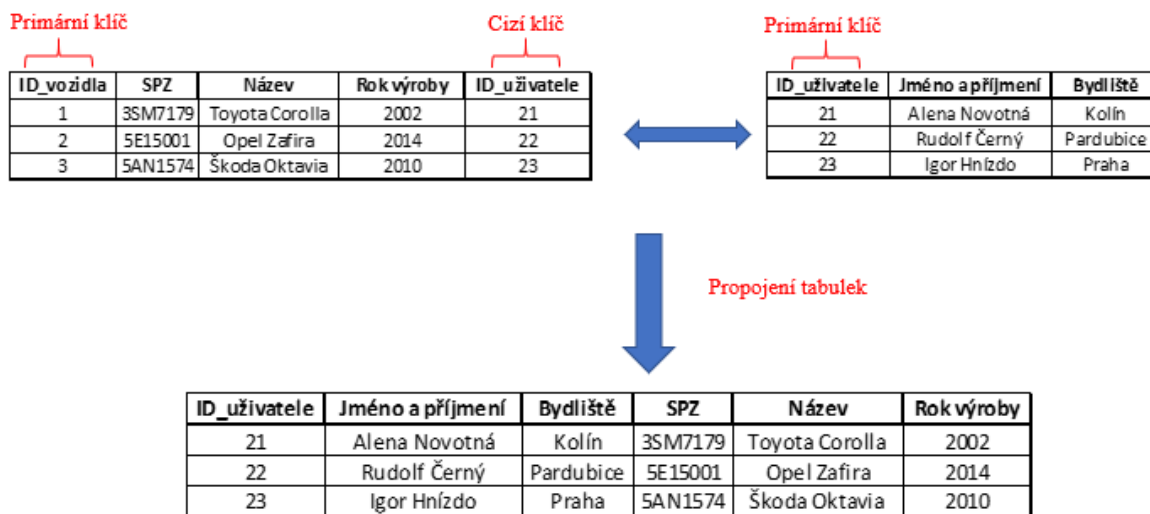 Primární klíč Cizí klíč Primární klíč
ID_vozidla SPZ Název Rok výroby ID_uživatele ID_uživatele Jméno a příjmení Bydliště
1 3SM7179 Toyota Corolla 2002 21 21 Alena Novotná Kolín
2 5E15001 Opel Zafira 2014 22 22 Rudolf Černý Pardubice
3 5AN1574 Škoda Oktavia 2010 23 23 Igor Hnízdo Praha
Propojení tabulek
ID_uživatele Jméno a příjmení Bydliště SPZ Název Rok výroby
21 Alena Novotná Kolín 3SM7179 Toyota Corolla 2002
22 Rudolf Černý Pardubice 5E15001 Opel Zafira 2014
23 Igor Hnízdo Praha 5AN1574 Škoda Oktavia 2010